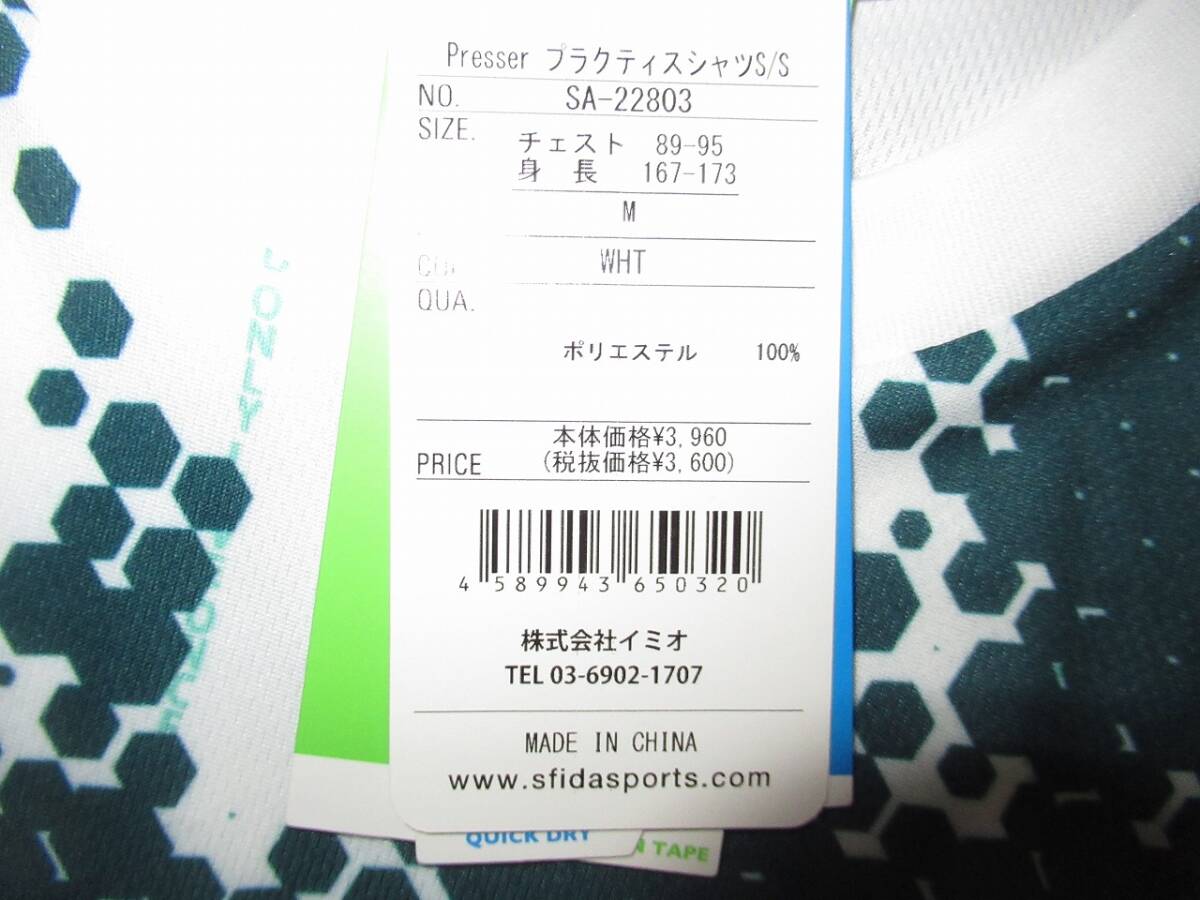 Presser プラクティスシャツS/S
NO. SA-22803
SIZE.
チェスト 89-95
身 長 167-173
M
WHT
QUA.
ポリエステル 100%
本体価格¥3,960
PRICE (税抜価格¥3,600)
4 589943 650320
株式会社イミオ
TEL 03-6902-1707
MADE IN CHINA
www.sfidasports.com
QUICK DRY
N TAPE